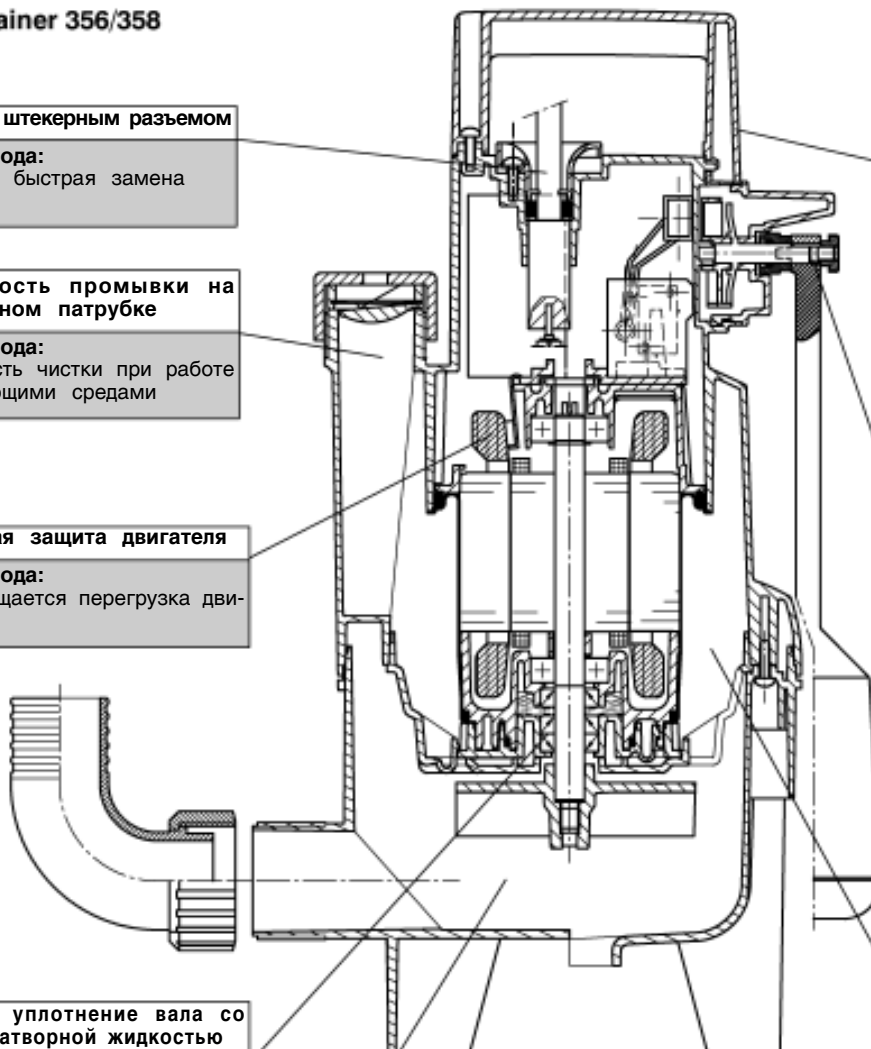 ainer 356/358
штекерным разъемом
ода:
быстрая замена
ость промывки на
ном патрубке
ода:
сть чистки при работе
ющими средами
ая защита двигателя
ода:
щается перегрузка дви-
уплотнение вала со
атворной жидкостью